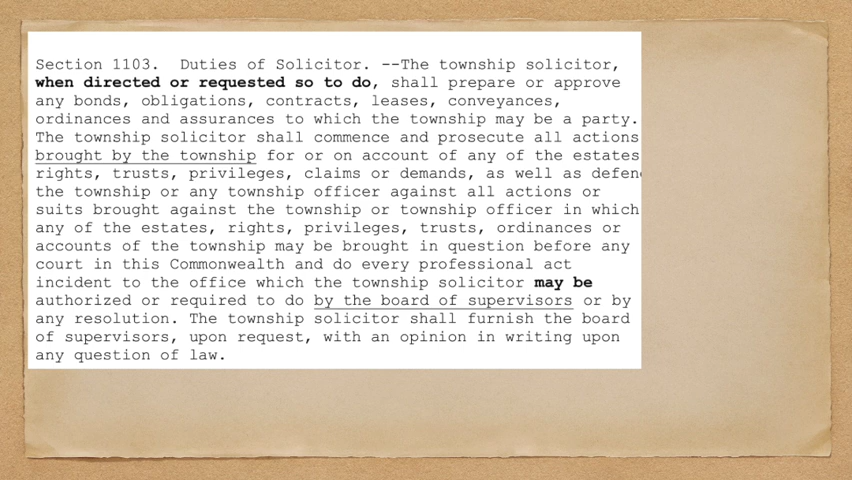 Section 1103.  Duties of Solicitor. --The township solicitor,
when directed or requested so to do, shall prepare or approve
any bonds, obligations, contracts, leases, conveyances,
ordinances and assurances to which the township may be a party.
The township solicitor shall commence and prosecute all actions
brought by the township for or on account of any of the estates
rights, trusts, privileges, claims or demands, as well as defen
the township or any township officer against all actions or
suits brought against the township or township officer in which
any of the estates, rights, privileges, trusts, ordinances or
accounts of the township may be brought in question before any
court in this Commonwealth and do every professional act
incident to the office which the township solicitor may be
authorized or required to do by the board of supervisors or by
any resolution. The township solicitor shall furnish the board
of supervisors, upon request, with an opinion in writing upon
any question of law.